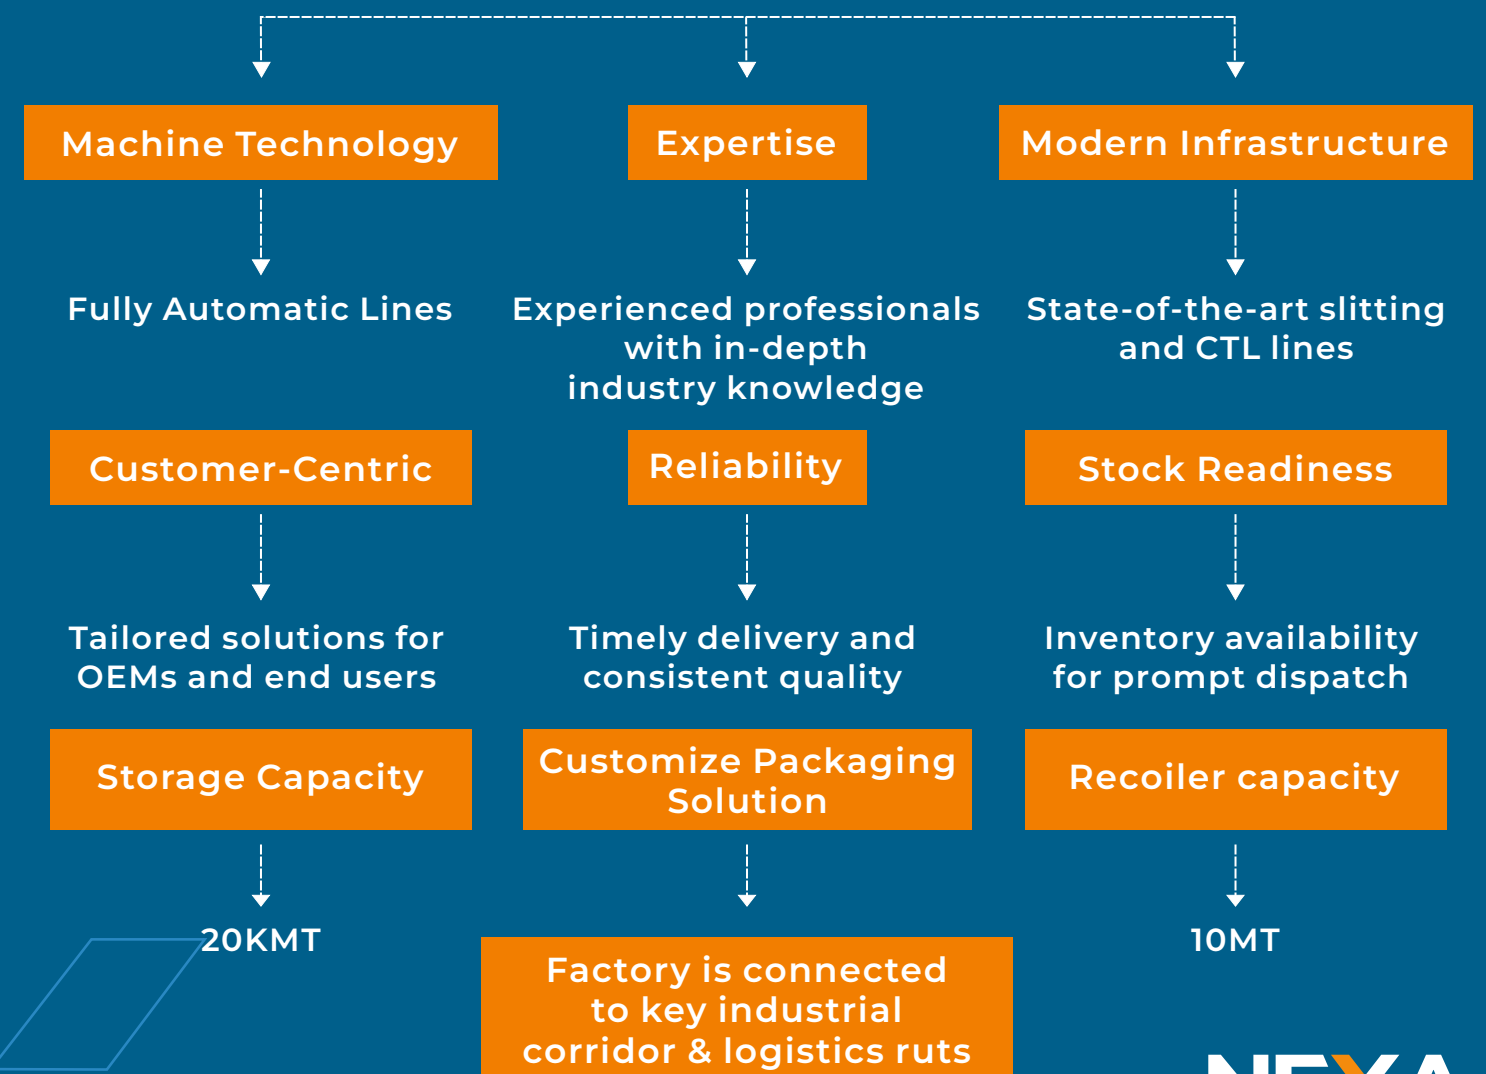 Machine Technology
Expertise
Modern Infrastructure
Fully Automatic Lines
Experienced professionals
with in-depth
industry knowledge
State-of-the-art slitting
and CTL lines
Customer-Centric
Reliability
Stock Readiness
Tailored solutions for
OEMs and end users
Timely delivery and
consistent quality
Inventory availability
for prompt dispatch
Storage Capacity
Customize Packaging
Solution
Recoiler capacity
20KMT
10MT
Factory is connected
to key industrial
corridor & logistics ruts
NEXA